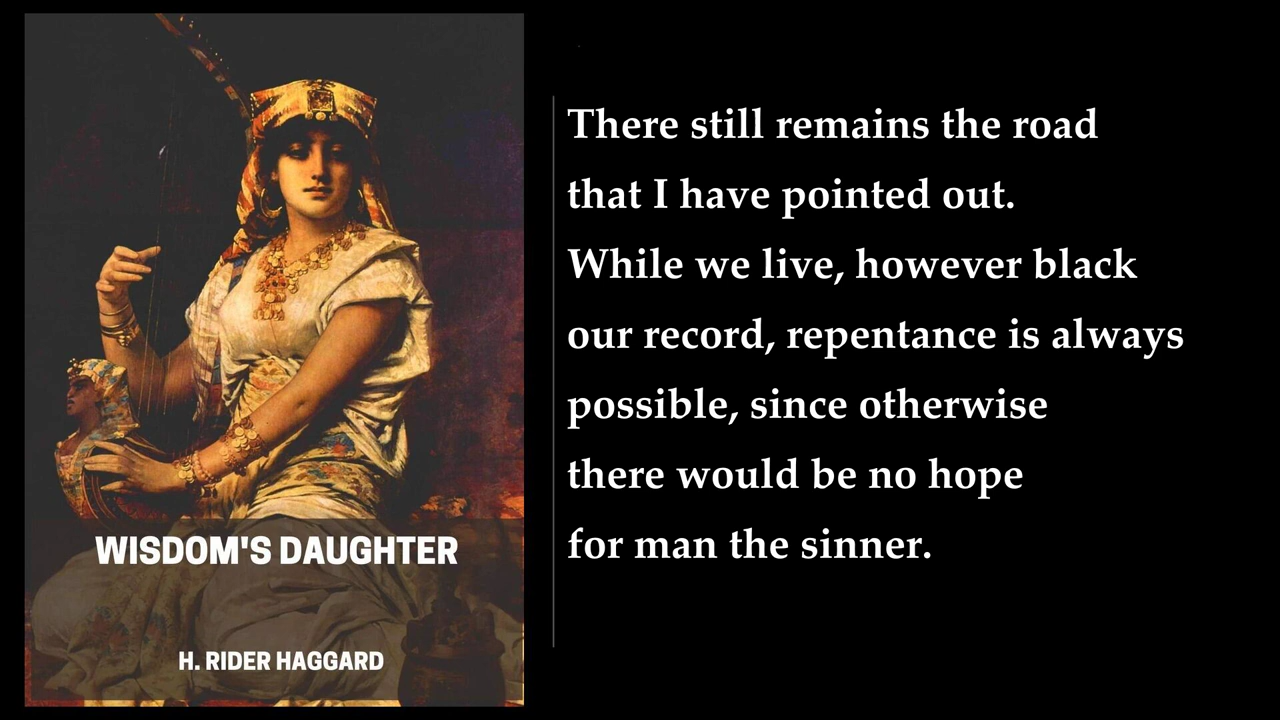 WISDOM'S DAUGHTER
H. RIDER HAGGARD
There still remains the road
that I have pointed out.
While we live, however black
our record, repentance is always
possible, since otherwise
there would be no hope
for man the sinner.